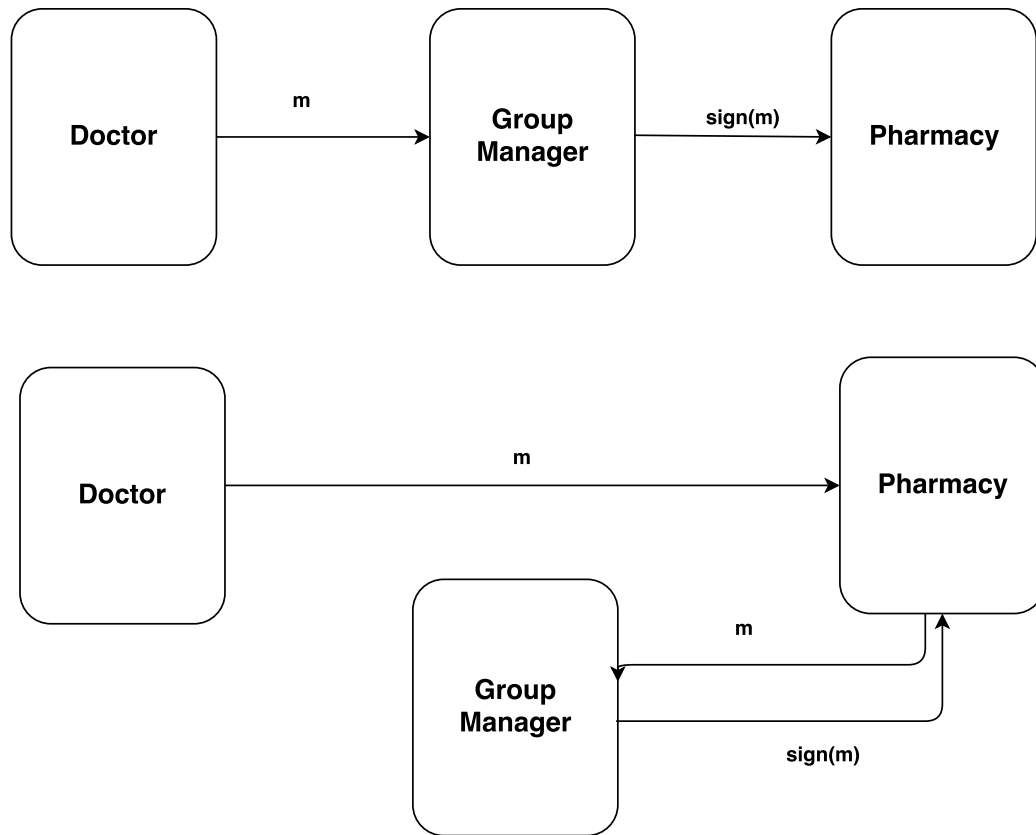 m
Doctor
Group
Manager
sign(m)
Pharmacy
m
Doctor
Pharmacy
m
Group
Manager
sign(m)